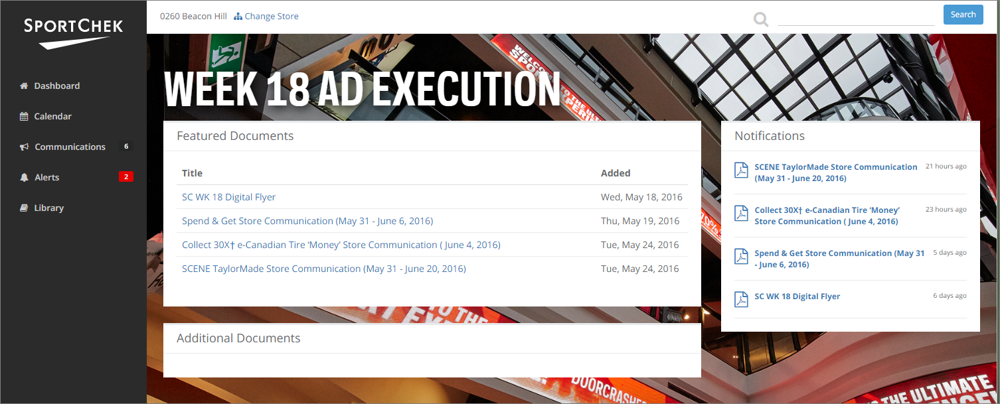 SPORTCHEK
0260 Beacon Hill Change Store
Search
Dashboard
Calendar
Communications 6
Alerts 2
Library
WEEK 18 AD EXECUTION
Featured Documents
Title Added
SC WK 18 Digital Flyer Wed, May 18, 2016
Spend & Get Store Communication (May 31 - June 6, 2016) Thu, May 19, 2016
Collect 30X† e-Canadian Tire ‘Money’ Store Communication ( June 4, 2016) Tue, May 24, 2016
SCENE TaylorMade Store Communication (May 31 - June 20, 2016) Tue, May 24, 2016
Additional Documents
Notifications
SCENE TaylorMade Store Communication 21 hours ago
(May 31 - June 20, 2016)
Collect 30X† e-Canadian Tire ‘Money’ 23 hours ago
Store Communication ( June 4, 2016)
Spend & Get Store Communication (May 31 5 days ago
- June 6, 2016)
SC WK 18 Digital Flyer 6 days ago
TO THE
DOORCRASHE
THE ULTIMATE